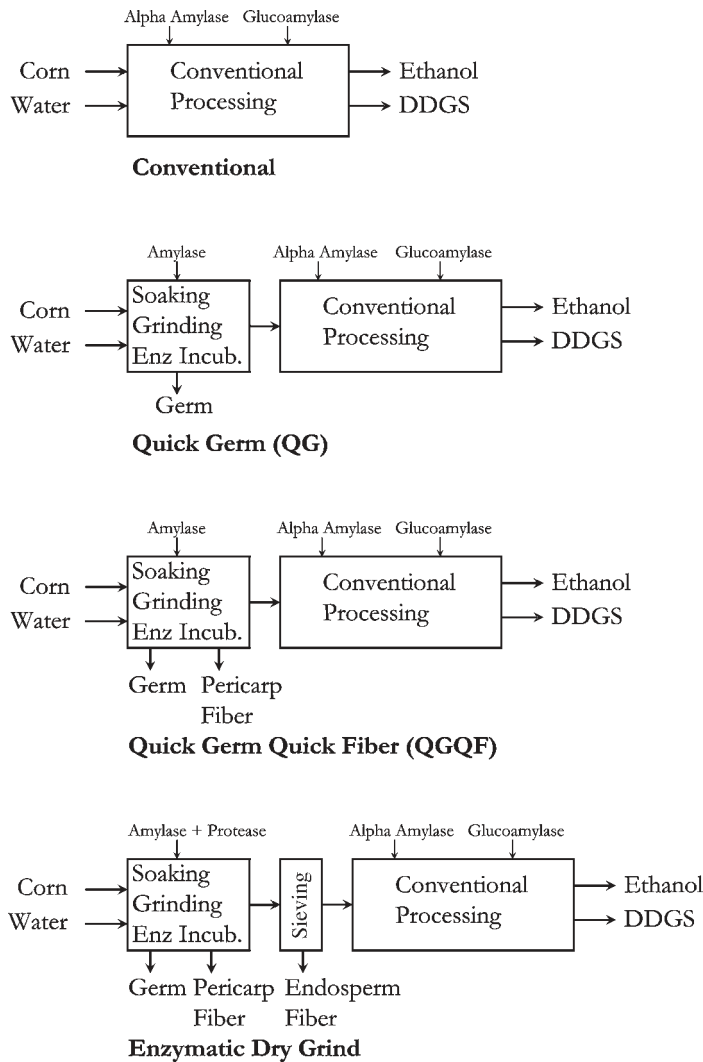 Alpha Amylase Glucoamylase
Corn Conventional Ethanol
Water Processing DDGS
Conventional
Amylase Alpha Amylase Glucoamylase
Soaking
Corn Grinding Conventional Ethanol
Water Enz Incub. Processing DDGS
Germ
Quick Germ (QG)
Amylase Alpha Amylase Glucoamylase
Soaking
Corn Grinding Conventional Ethanol
Water Enz Incub. Processing DDGS
Germ Pericarp
Fiber
Quick Germ Quick Fiber (QGQF)
Amylase + Protease Alpha Amylase Glucoamylase
Soaking
Corn Grinding Sieving Conventional Ethanol
Water Enz Incub. Processing DDGS
Germ Pericarp Endosperm
Fiber Fiber
Enzymatic Dry Grind